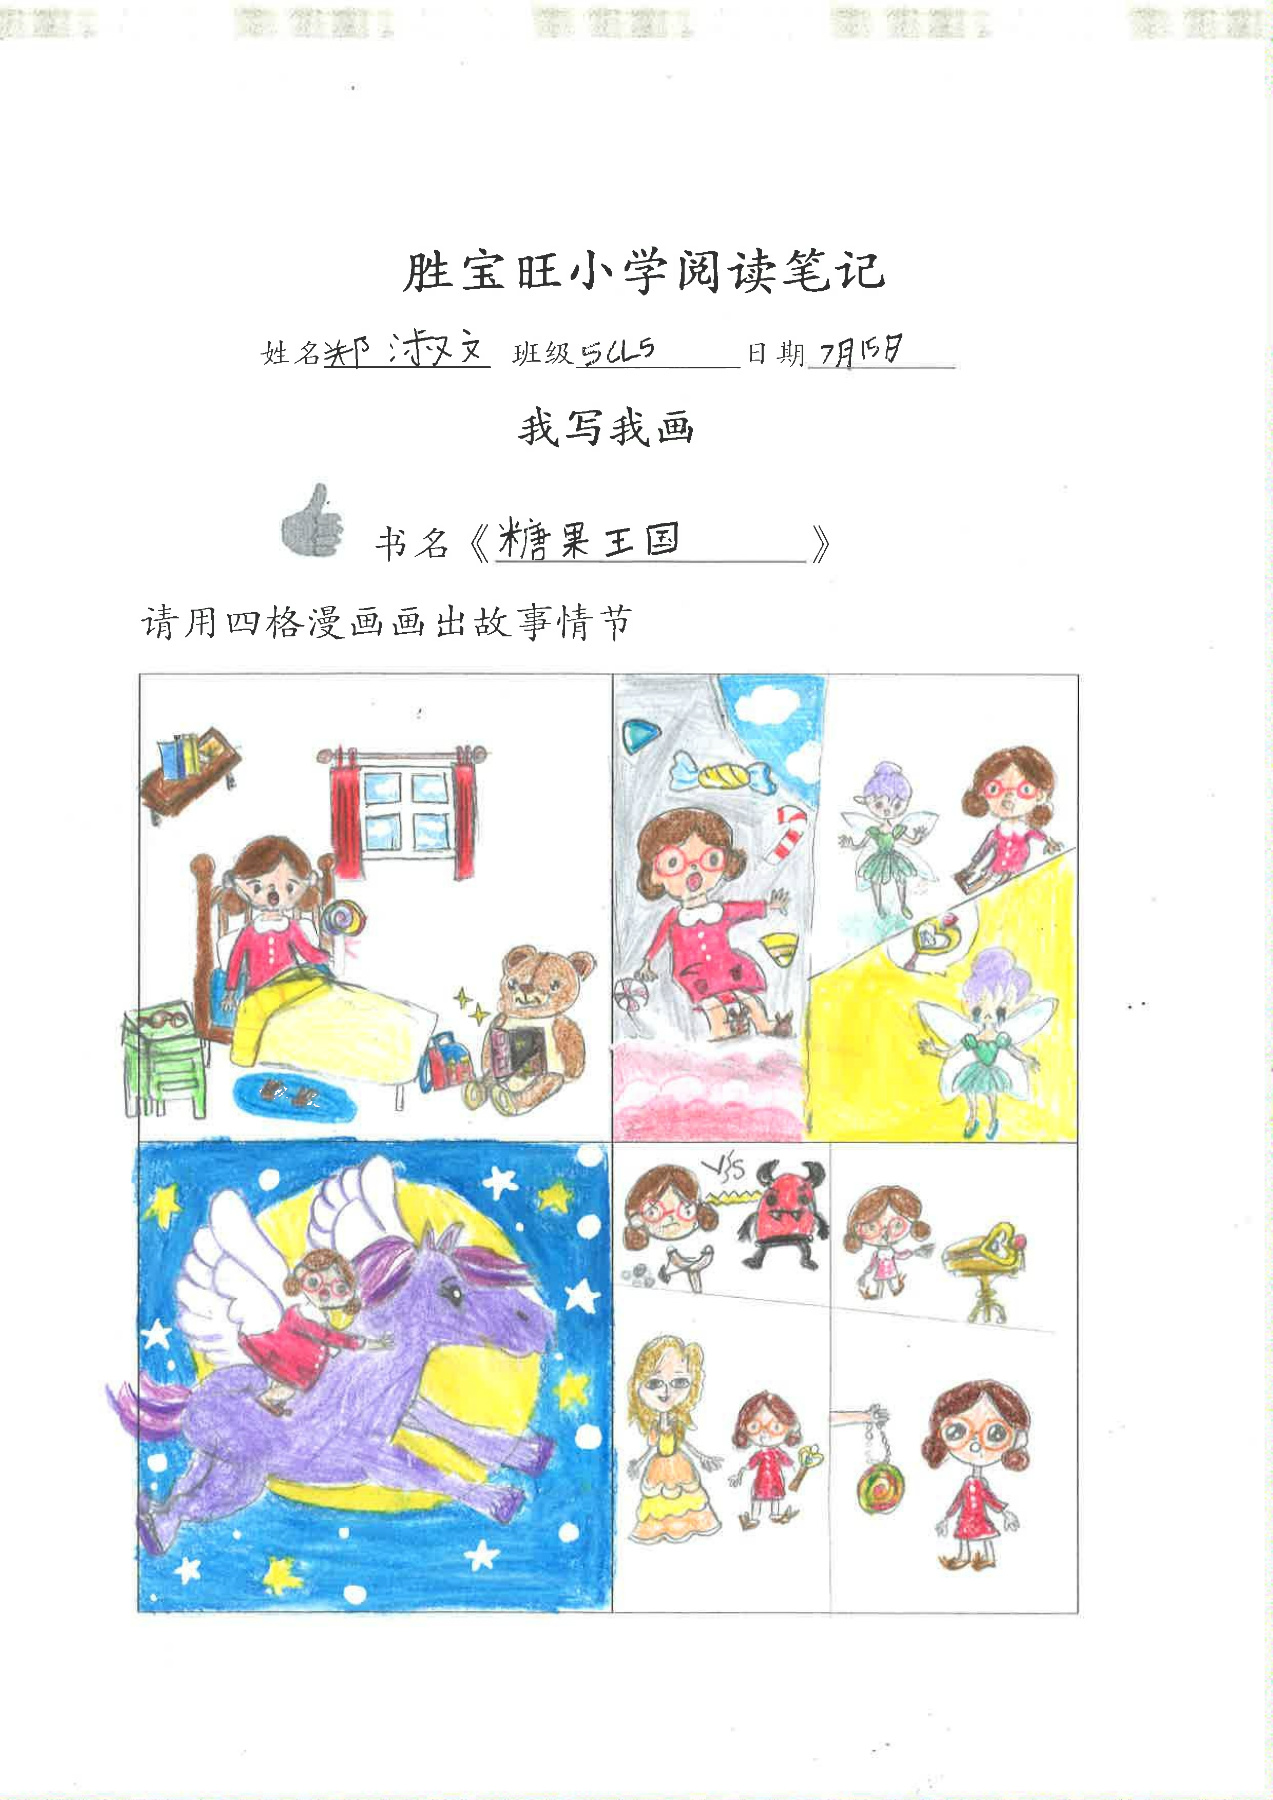 胜宝旺小学阅读笔记
姓名郑淑文 班级5CL5 日期7月15日
我写我画
书名《糖果王国》
请用四格漫画画出故事情节
VS